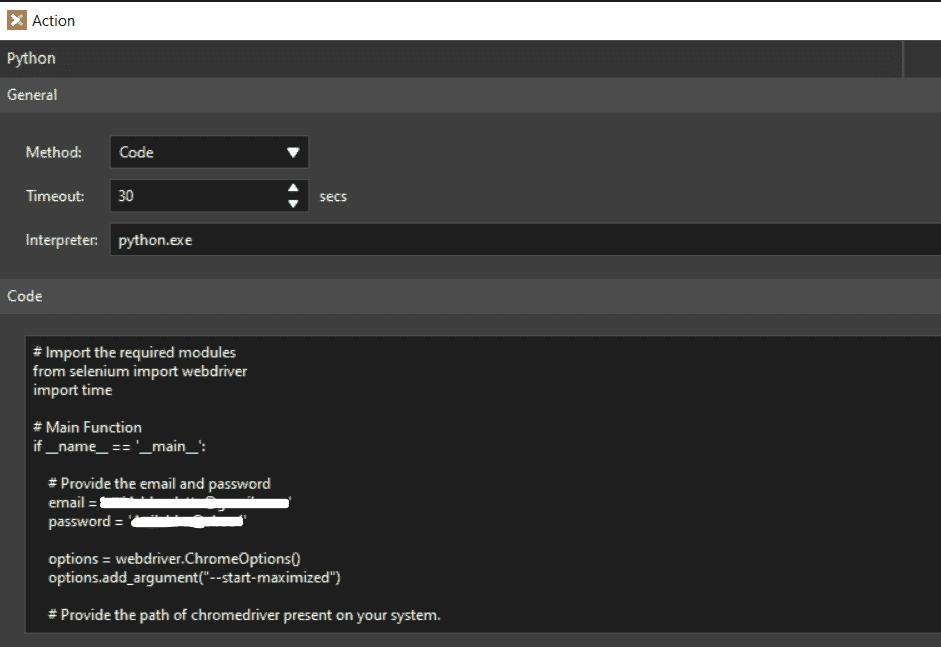 Action
Python
General
Method: Code
Timeout: 30 secs
Interpreter: python.exe
Code
# Import the required modules
from selenium import webdriver
import time
# Main Function
if __name__ == '__main__':
# Provide the email and password
email =
password = '
options = webdriver.ChromeOptions()
options.add_argument("--start-maximized")
# Provide the path of chromedriver present on your system.